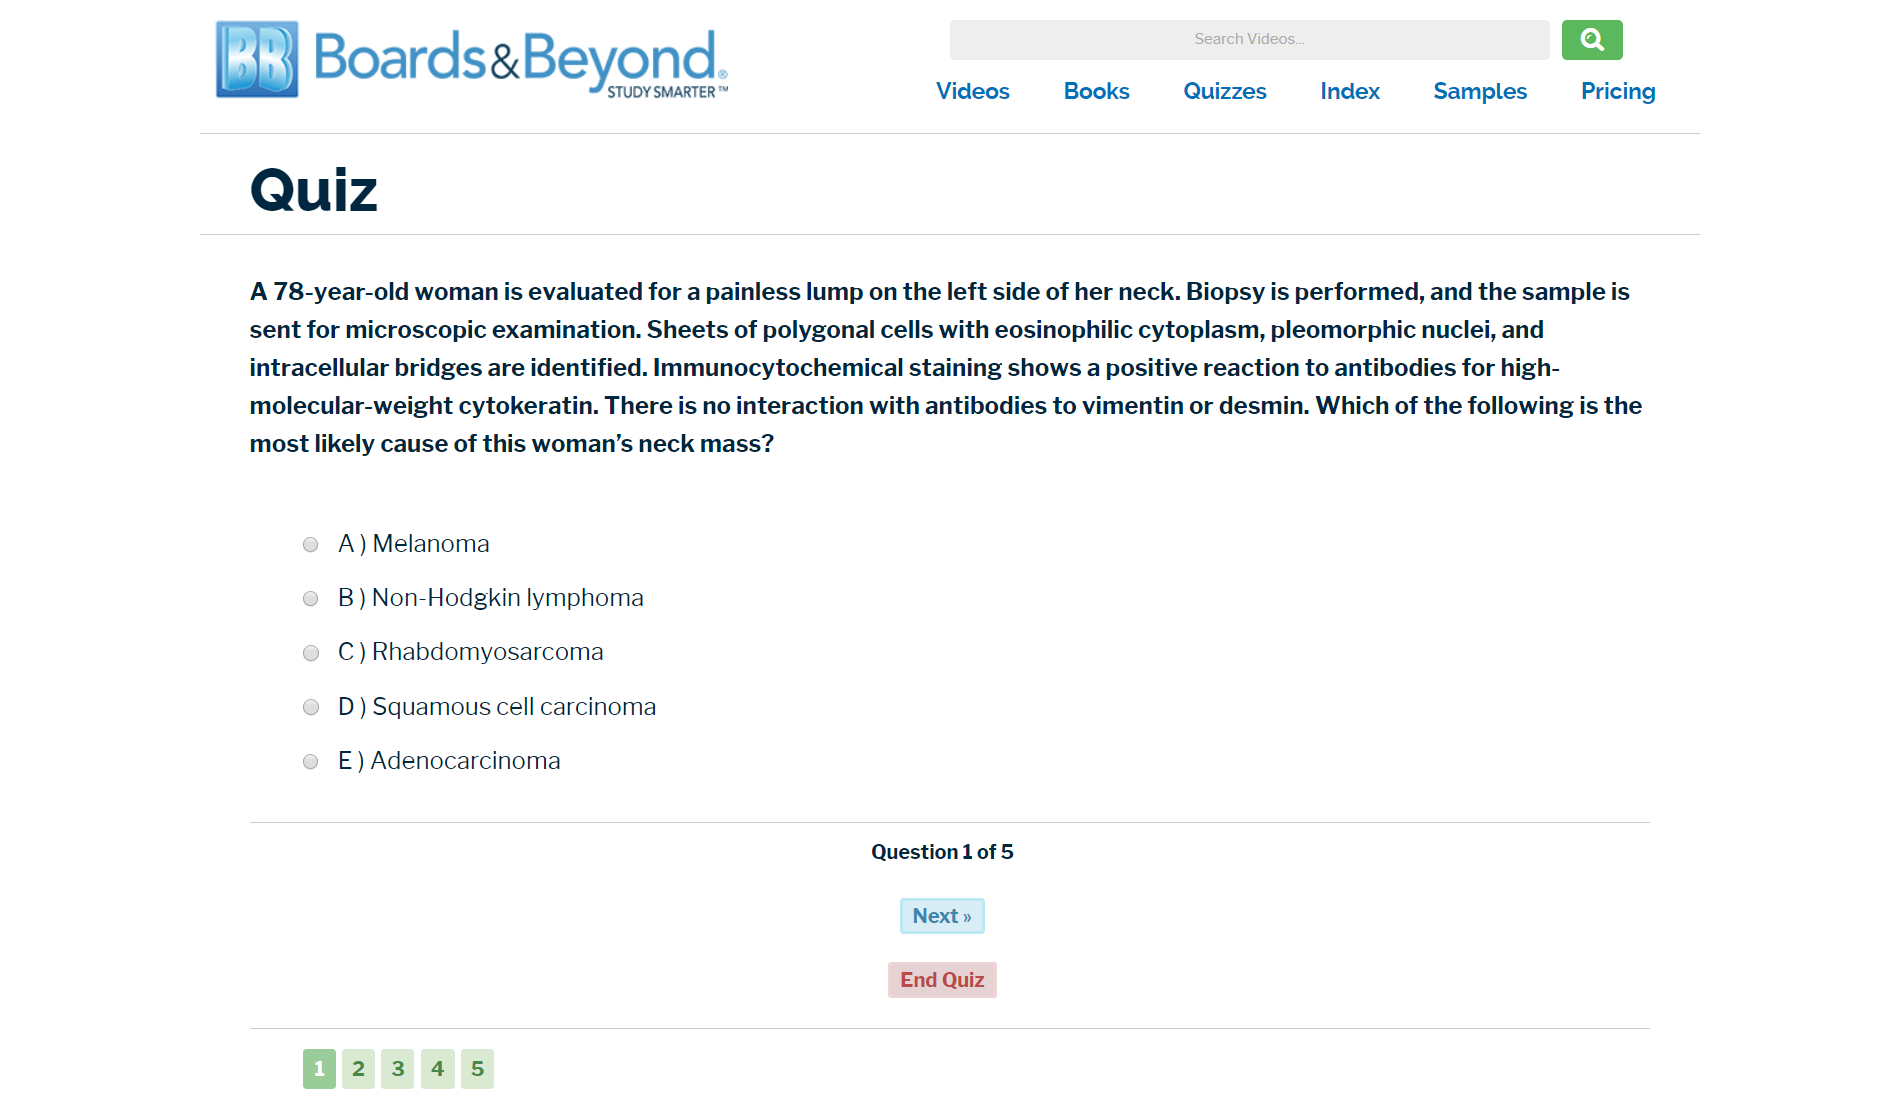 BB Boards&Beyond®
STUDY SMARTER™
Search Videos...
Videos Books Quizzes Index Samples Pricing
Quiz
A 78-year-old woman is evaluated for a painless lump on the left side of her neck. Biopsy is performed, and the sample is
sent for microscopic examination. Sheets of polygonal cells with eosinophilic cytoplasm, pleomorphic nuclei, and
intracellular bridges are identified. Immunocytochemical staining shows a positive reaction to antibodies for high-
molecular-weight cytokeratin. There is no interaction with antibodies to vimentin or desmin. Which of the following is the
most likely cause of this woman’s neck mass?
A ) Melanoma
B ) Non-Hodgkin lymphoma
C ) Rhabdomyosarcoma
D ) Squamous cell carcinoma
E ) Adenocarcinoma
Question 1 of 5
Next »
End Quiz
1 2 3 4 5